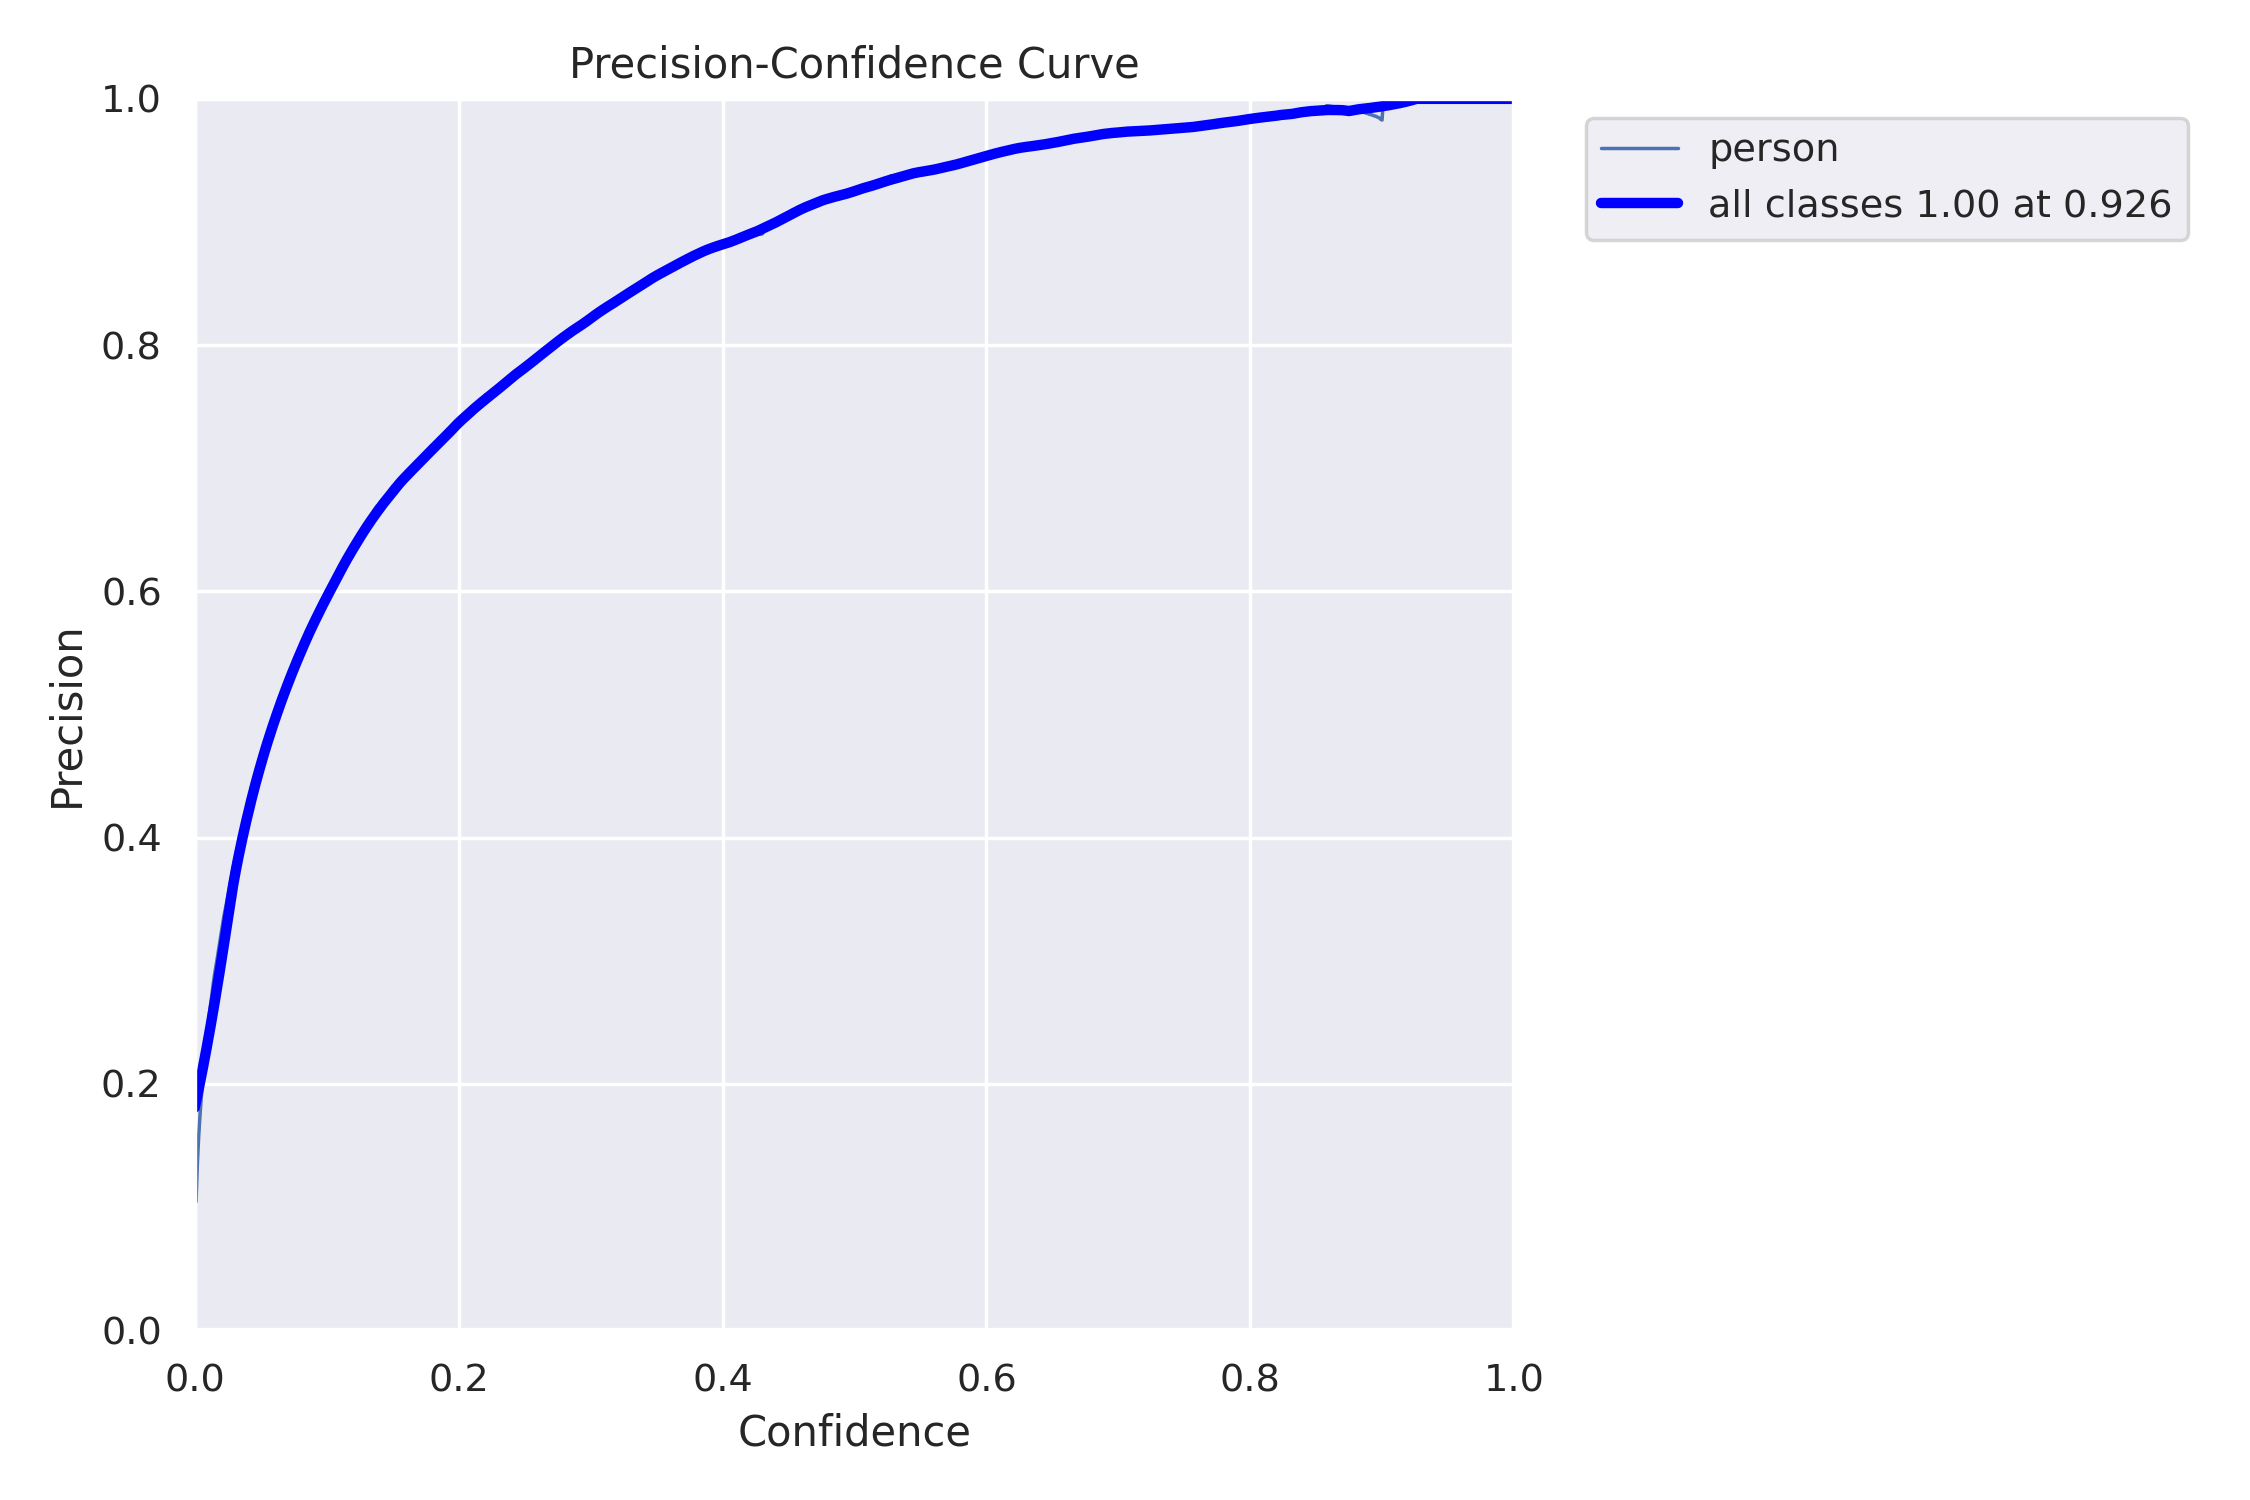 Precision-Confidence Curve
1.0
0.8
0.6
0.4
0.2
0.0
Precision
0.0 0.2 0.4 0.6 0.8 1.0
Confidence
person
all classes 1.00 at 0.926